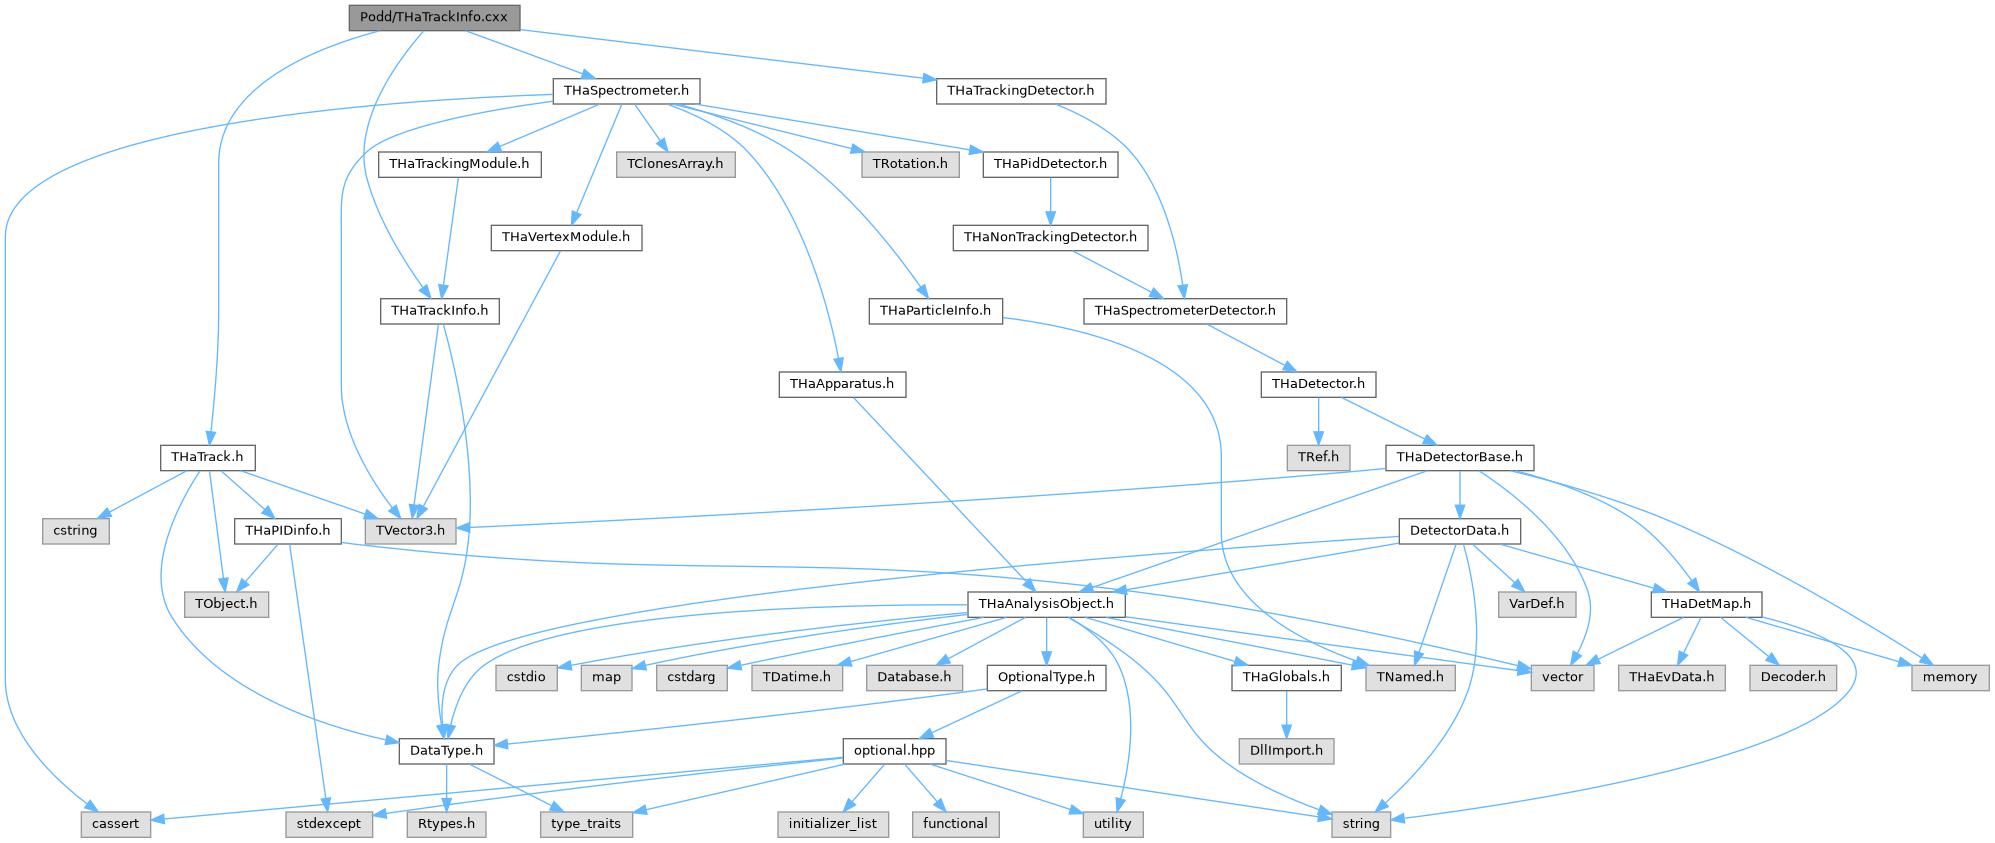 Podd/THaTrackInfo.cxx
THaSpectrometer.h
THaTrackingDetector.h
THaTrackingModule.h
TClonesArray.h
TRotation.h
THaPidDetector.h
THaVertexModule.h
THaNonTrackingDetector.h
THaTrackInfo.h
THaParticleInfo.h
THaSpectrometerDetector.h
THaApparatus.h
THaDetector.h
THaTrack.h
TRef.h
THaDetectorBase.h
cstring
THaPIDinfo.h
TVector3.h
DetectorData.h
TObject.h
THaAnalysisObject.h
VarDef.h
THaDetMap.h
cstdio
map
cstdarg
TDatime.h
Database.h
OptionalType.h
THaGlobals.h
TNamed.h
vector
THaEvData.h
Decoder.h
memory
DataType.h
optional.hpp
DllImport.h
cassert
stdexcept
Rtypes.h
type_traits
initializer_list
functional
utility
string